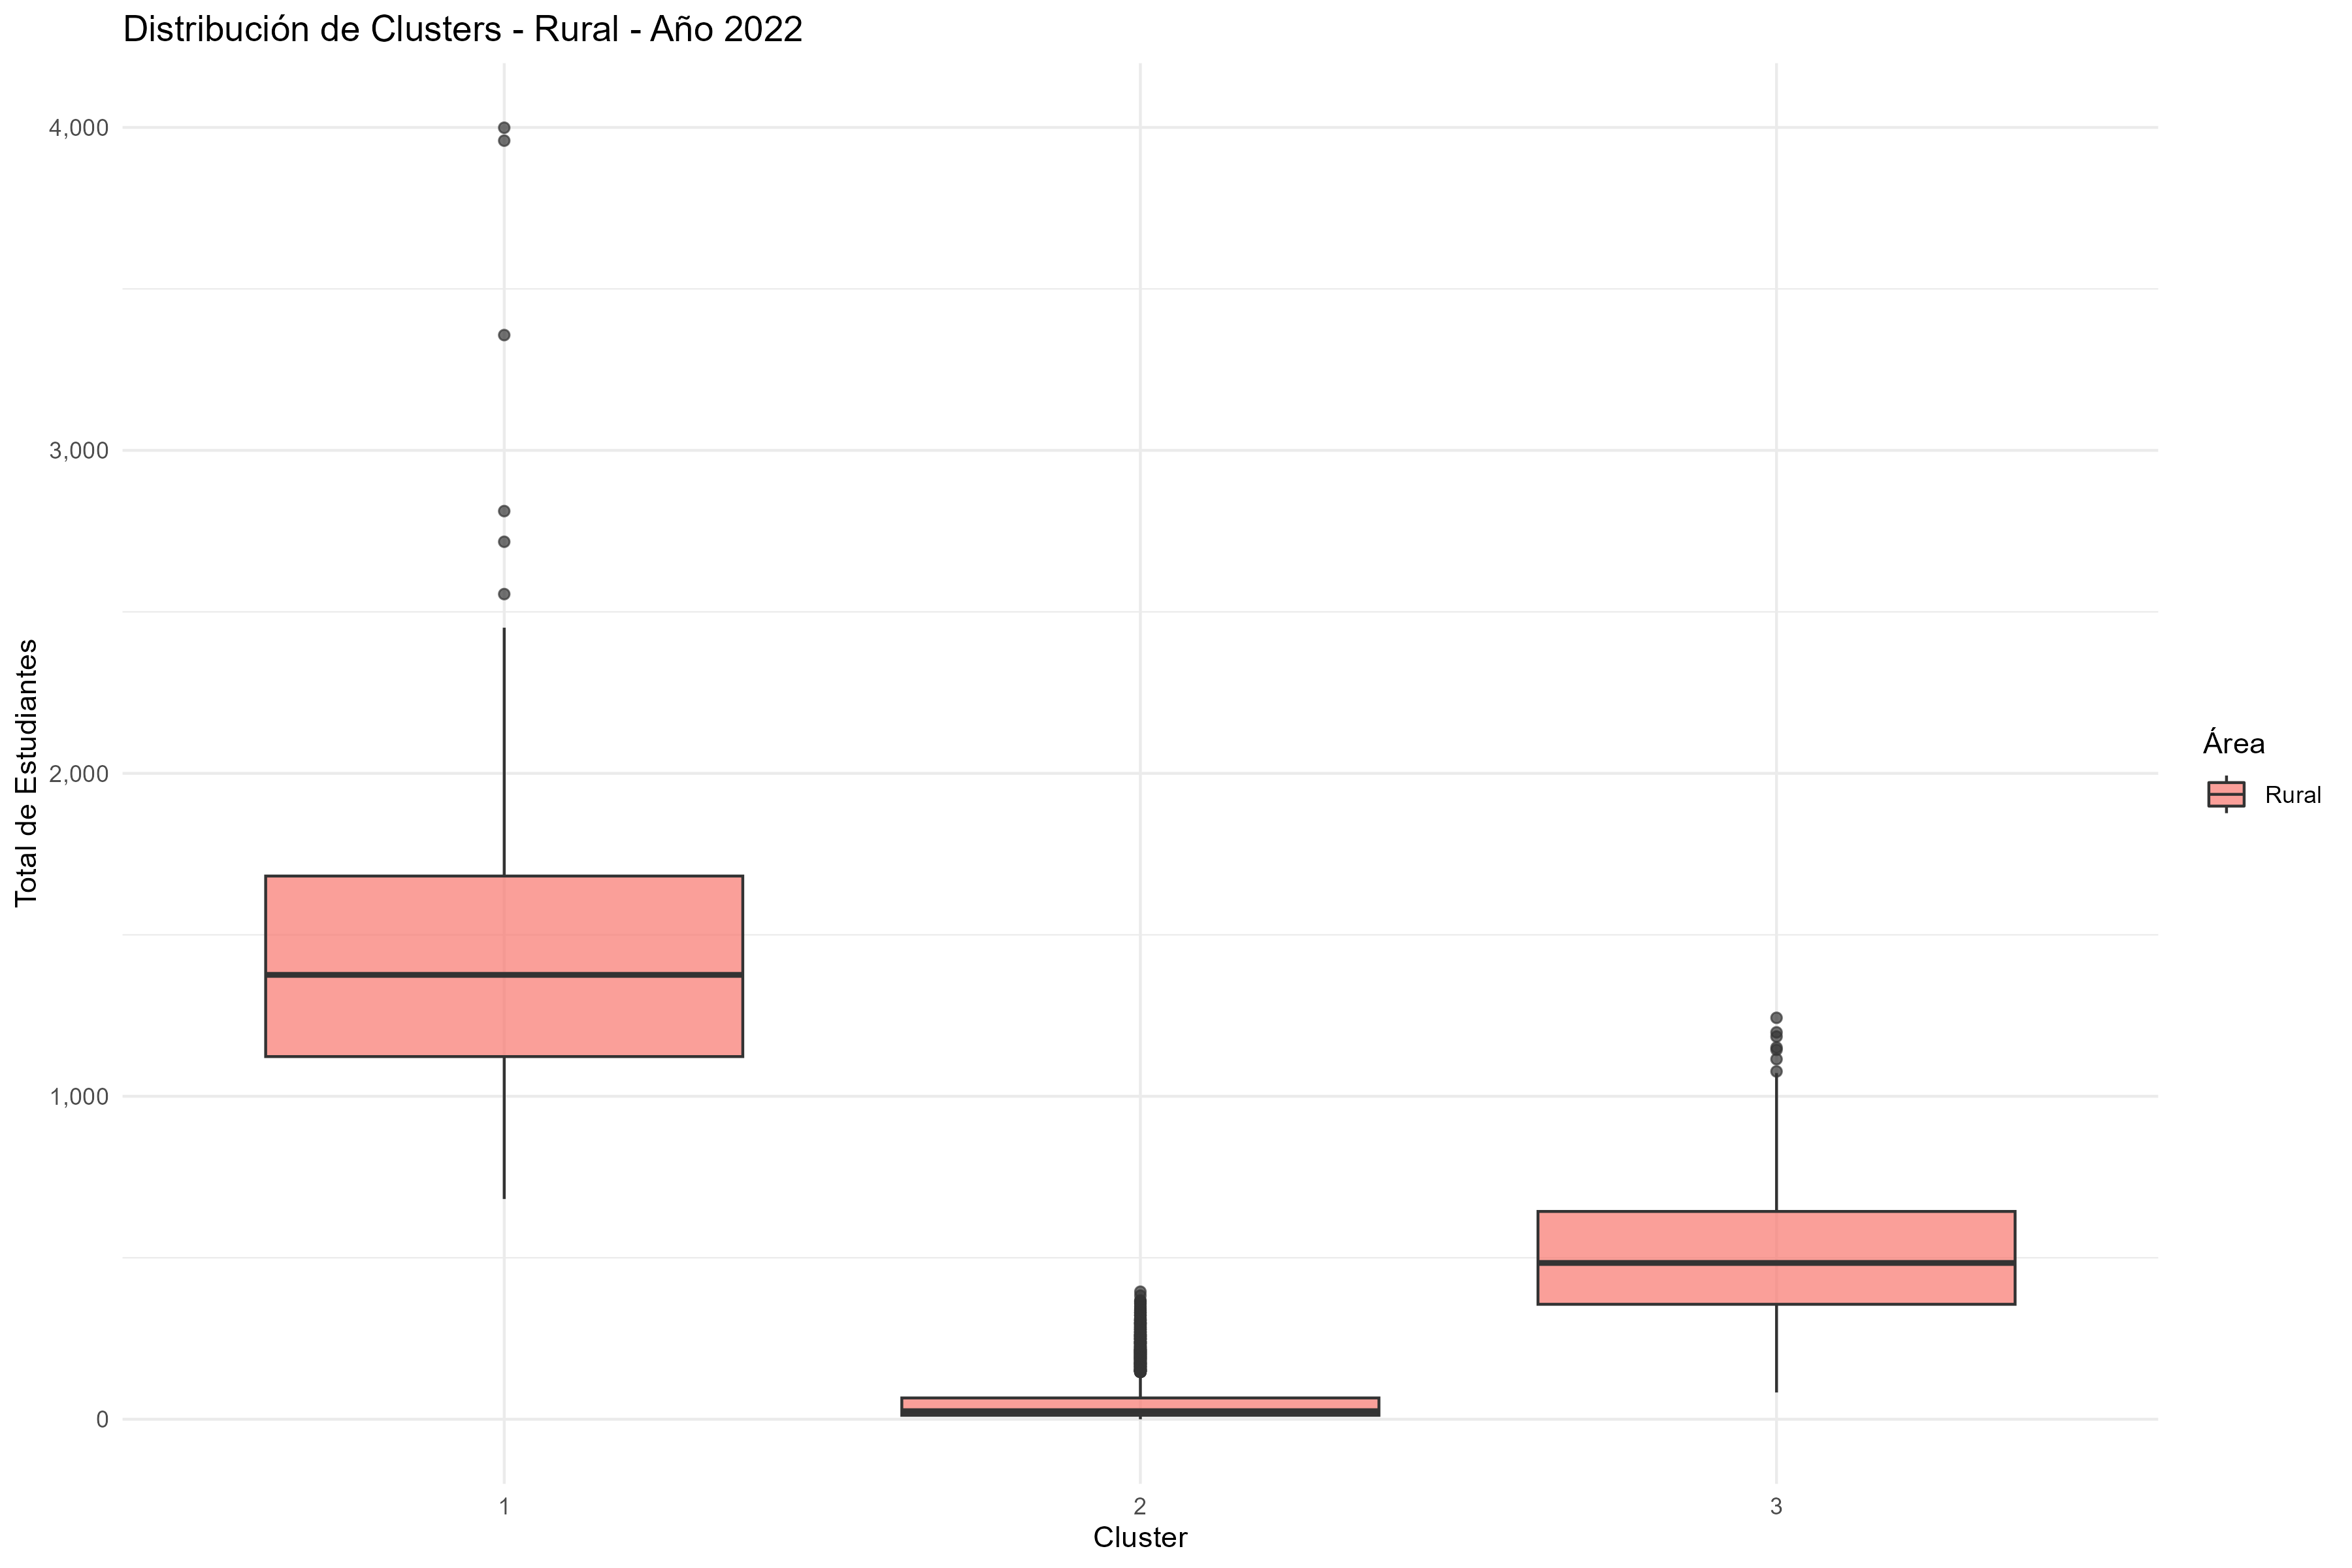 Distribución de Clusters - Rural - Año 2022
Total de Estudiantes
4,000
3,000
2,000
1,000
0
1
2
3
Cluster
Área
Rural